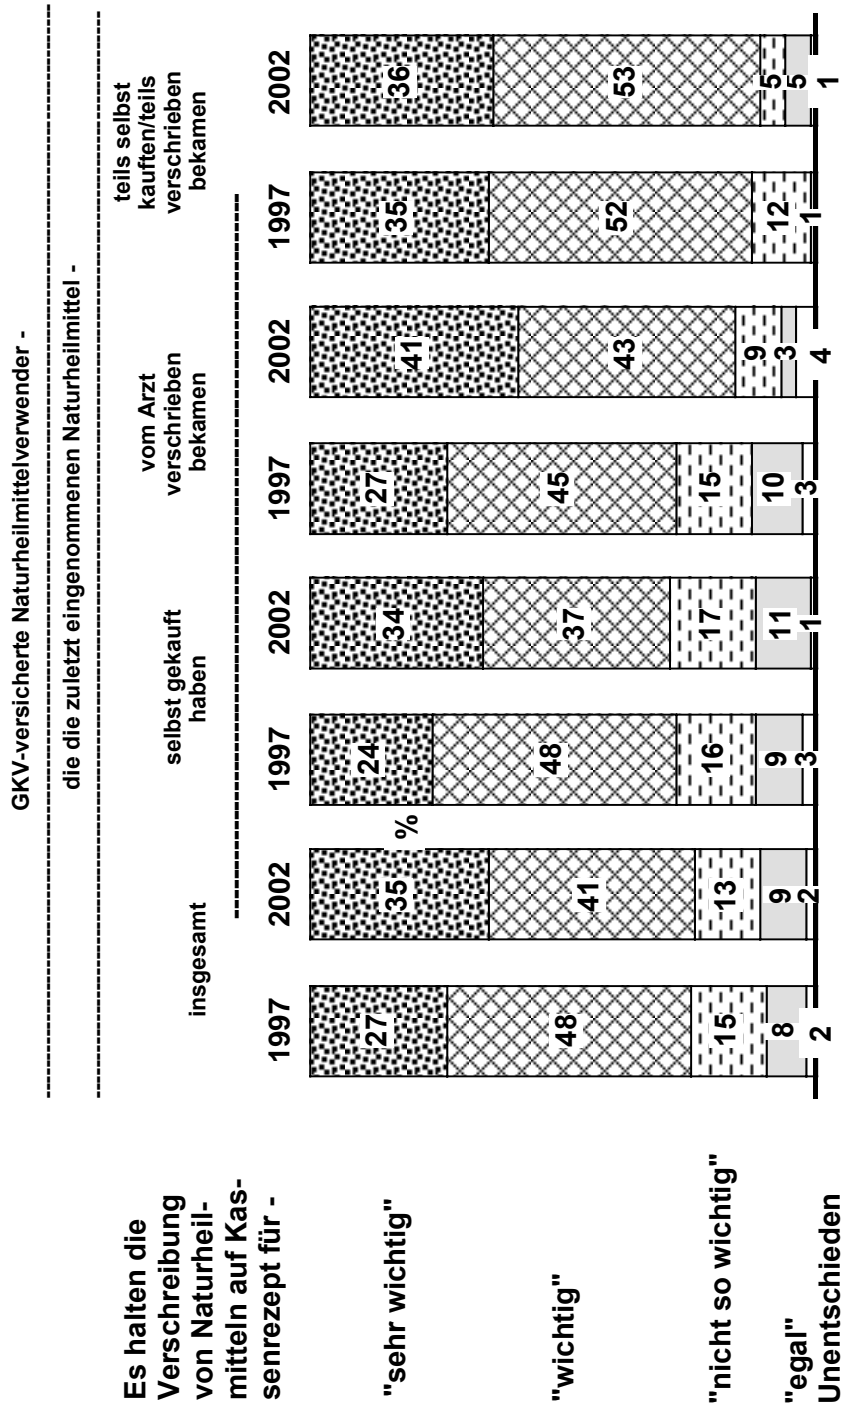 GKV-versicherte Naturheilmittelverwender -
die die zuletzt eingenommenen Naturheilmittel -
Es halten die
Verschreibung
von Naturheil-
mitteln auf Kas-
senrezept für -
insgesamt
selbst gekauft
haben
vom Arzt
verschrieben
bekamen
teils selbst
kauften/teils
verschrieben
bekamen
1997 2002 1997 2002 1997 2002 1997 2002
%
"sehr wichtig" 27 35 24 34 27 41 35 36
"wichtig" 48 41 48 37 45 43 52 53
"nicht so wichtig" 15 13 16 17 15 9 12 5
"egal" 8 9 9 11 10 3 5
Unentschieden 2 2 3 1 3 4 1 1